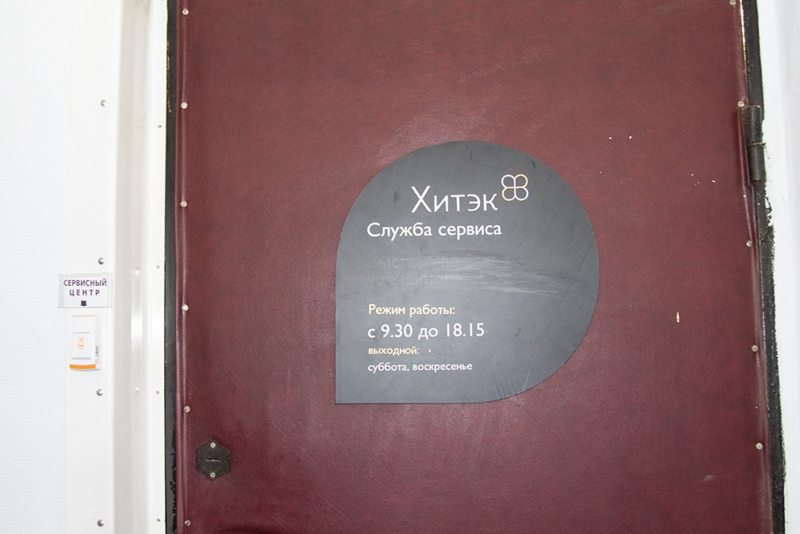 Хитэк
Служба сервиса
Режим работы:
с 9.30 до 18.15
выходной:
суббота, воскресенье
СЕРВИСНЫЙ
ЦЕНТР